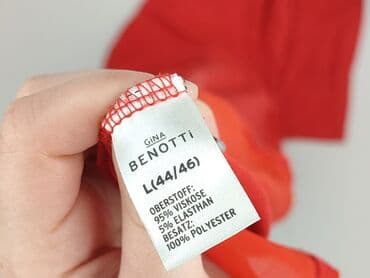 GINA
BENOTTi
L(44/46)
OBERSTOFF:
95% VISKOSE
5% ELASTHAN
BESATZ:
100% POLYESTER